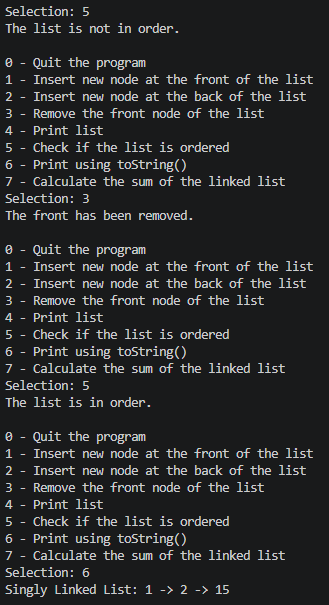 Selection: 5
The list is not in order.

0 - Quit the program
1 - Insert new node at the front of the list
2 - Insert new node at the back of the list
3 - Remove the front node of the list
4 - Print list
5 - Check if the list is ordered
6 - Print using toString()
7 - Calculate the sum of the linked list
Selection: 3
The front has been removed.

0 - Quit the program
1 - Insert new node at the front of the list
2 - Insert new node at the back of the list
3 - Remove the front node of the list
4 - Print list
5 - Check if the list is ordered
6 - Print using toString()
7 - Calculate the sum of the linked list
Selection: 5
The list is in order.

0 - Quit the program
1 - Insert new node at the front of the list
2 - Insert new node at the back of the list
3 - Remove the front node of the list
4 - Print list
5 - Check if the list is ordered
6 - Print using toString()
7 - Calculate the sum of the linked list
Selection: 6
Singly Linked List: 1 -> 2 -> 15